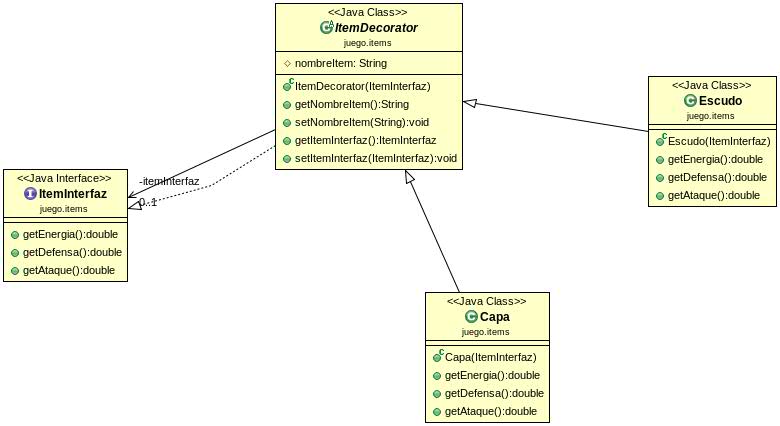 <<Java Class>>
ItemDecorator
juego.items
nombreItem: String
ItemDecorator(ItemInterfaz)
getNombreItem():String
setNombreItem(String):void
getItemInterfaz():ItemInterfaz
setItemInterfaz(ItemInterfaz):void
<<Java Class>>
Escudo
juego.items
Escudo(ItemInterfaz)
getEnergia():double
getDefensa():double
getAtaque():double
-itemInterfaz
0..1
<<Java Interface>>
ItemInterfaz
juego.items
getEnergia():double
getDefensa():double
getAtaque():double
<<Java Class>>
Capa
juego.items
Capa(ItemInterfaz)
getEnergia():double
getDefensa():double
getAtaque():double